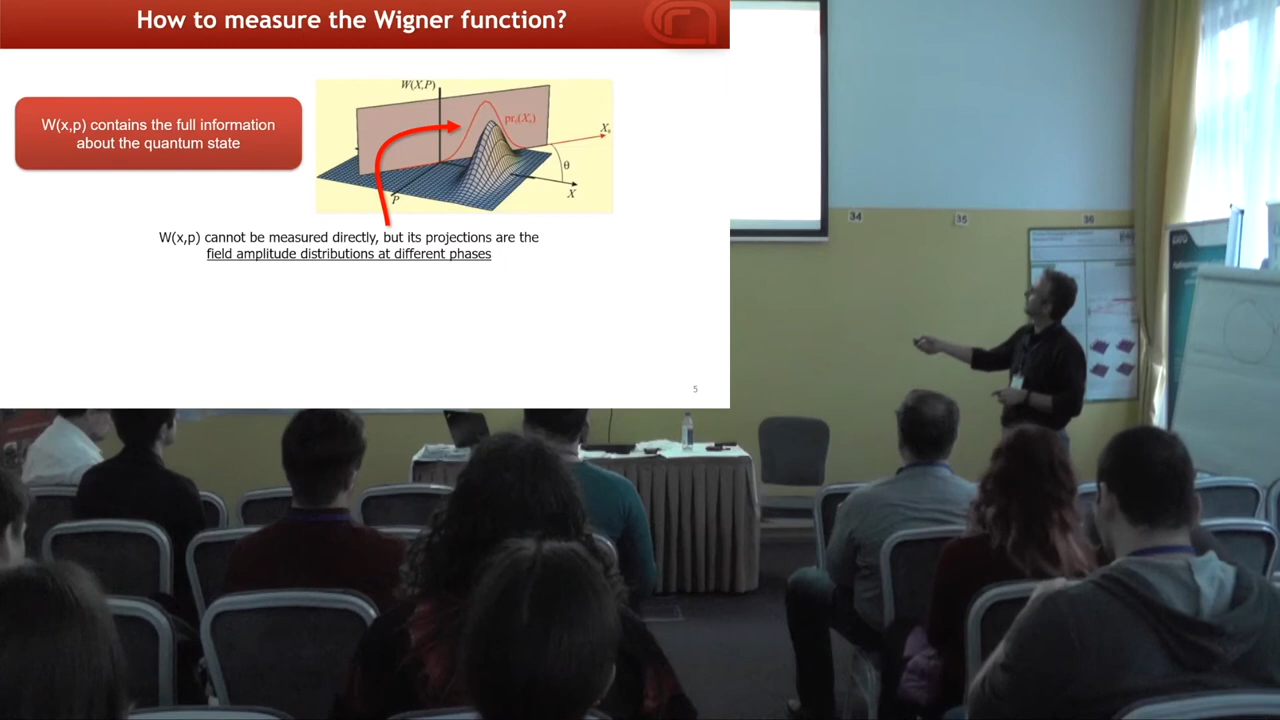 How to measure the Wigner function?
W(x,p) contains the full information
about the quantum state
W(X,P)
prθ(Xθ)
Xθ
θ
X
P
W(x,p) cannot be measured directly, but its projections are the
field amplitude distributions at different phases
5
34
35
36
EXFO